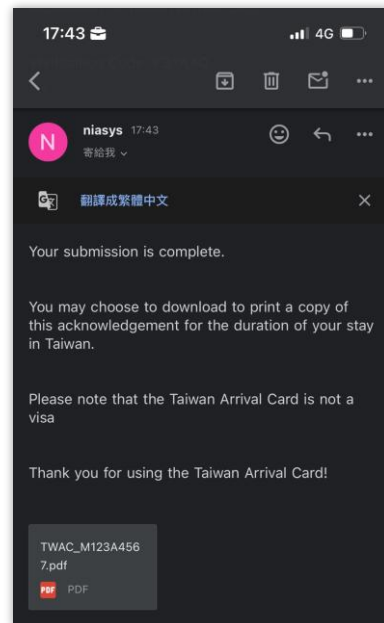 17:43
4G
niasys 17:43
N
寄給我
翻譯成繁體中文
Your submission is complete.
You may choose to download to print a copy of
this acknowledgement for the duration of your stay
in Taiwan.
Please note that the Taiwan Arrival Card is not a
visa
Thank you for using the Taiwan Arrival Card!
TWAC_M123A456
7.pdf
PDF PDF